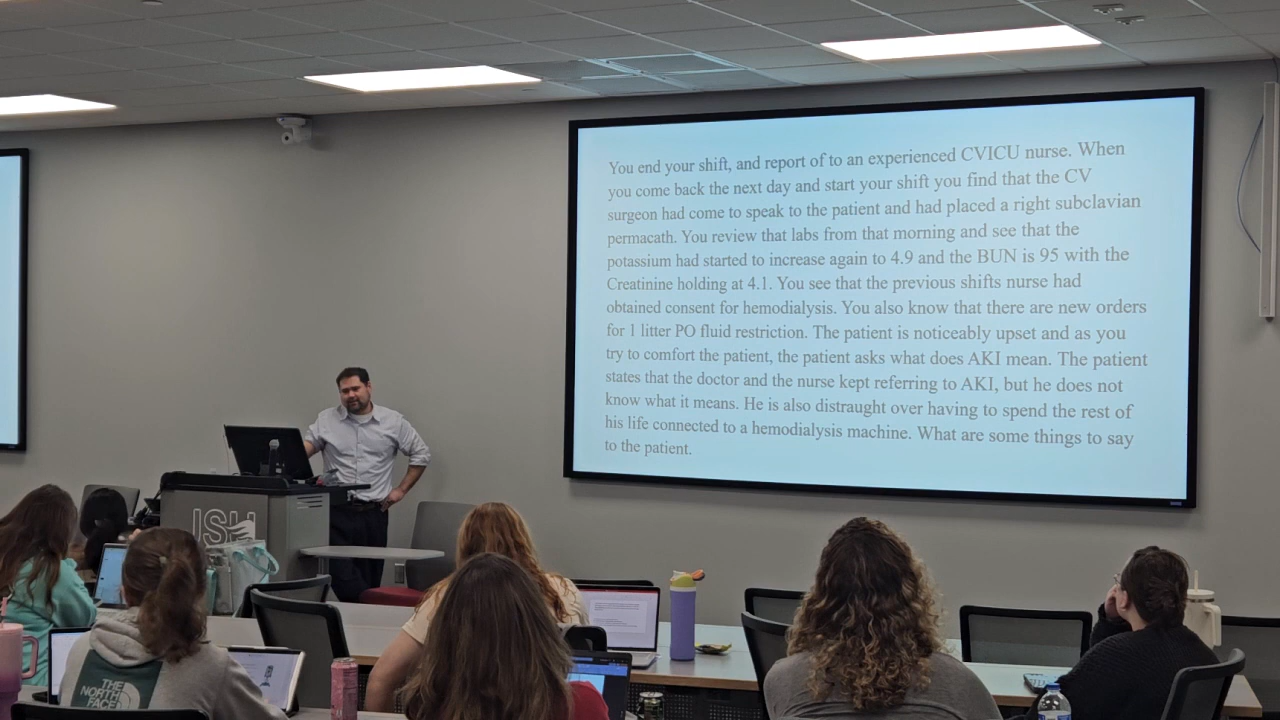 You end your shift, and report of to an experienced CVICU nurse. When
you come back the next day and start your shift you find that the CV
surgeon had come to speak to the patient and had placed a right subclavian
permacath. You review that labs from that morning and see that the
potassium had started to increase again to 4.9 and the BUN is 95 with the
Creatinine holding at 4.1. You see that the previous shifts nurse had
obtained consent for hemodialysis. You also know that there are new orders
for 1 litter PO fluid restriction. The patient is noticeably upset and as you
try to comfort the patient, the patient asks what does AKI mean. The patient
states that the doctor and the nurse kept referring to AKI, but he does not
know what it means. He is also distraught over having to spend the rest of
his life connected to a hemodialysis machine. What are some things to say
to the patient.
THE
NORTH
FACE